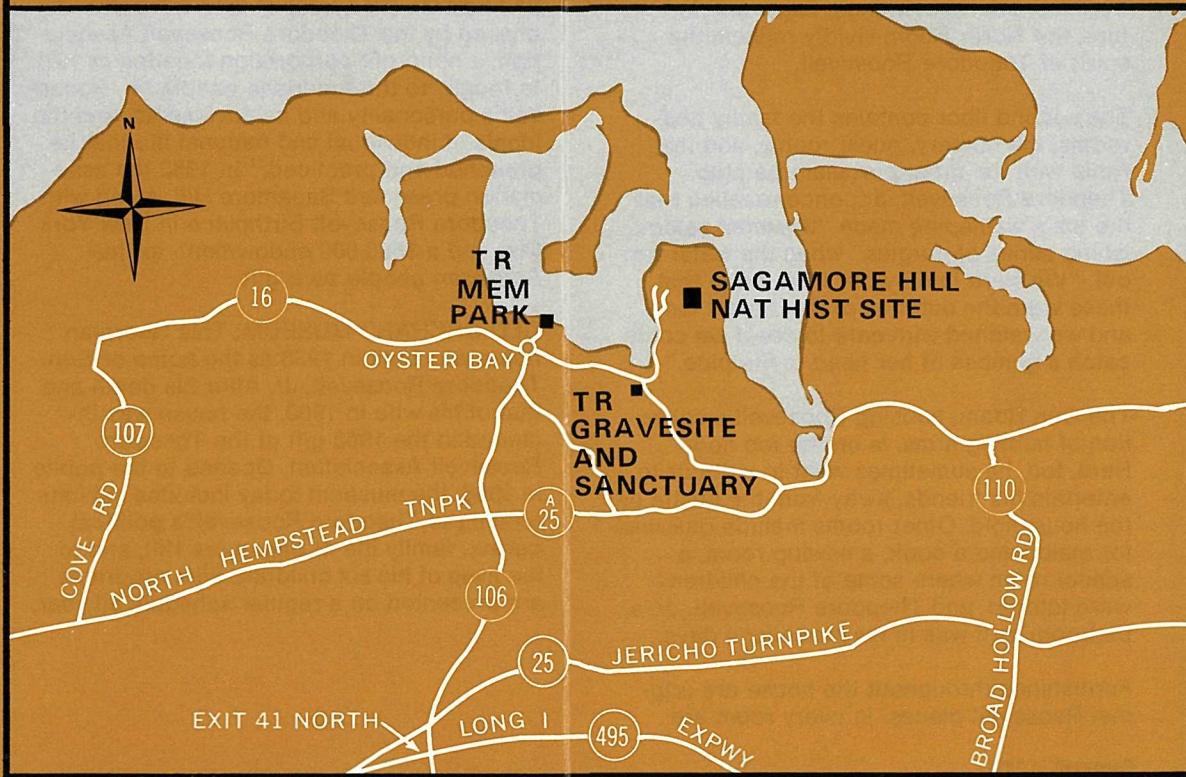 N
TR
MEM
PARK
SAGAMORE HILL
NAT HIST SITE
16
OYSTER BAY
TR
GRAVESITE
AND
SANCTUARY
107
COVE RD
NORTH HEMPSTEAD TNPK
A
25
110
BROAD HOLLOW RD
106
25
JERICHO TURNPIKE
EXIT 41 NORTH
LONG I
495
EXPWY